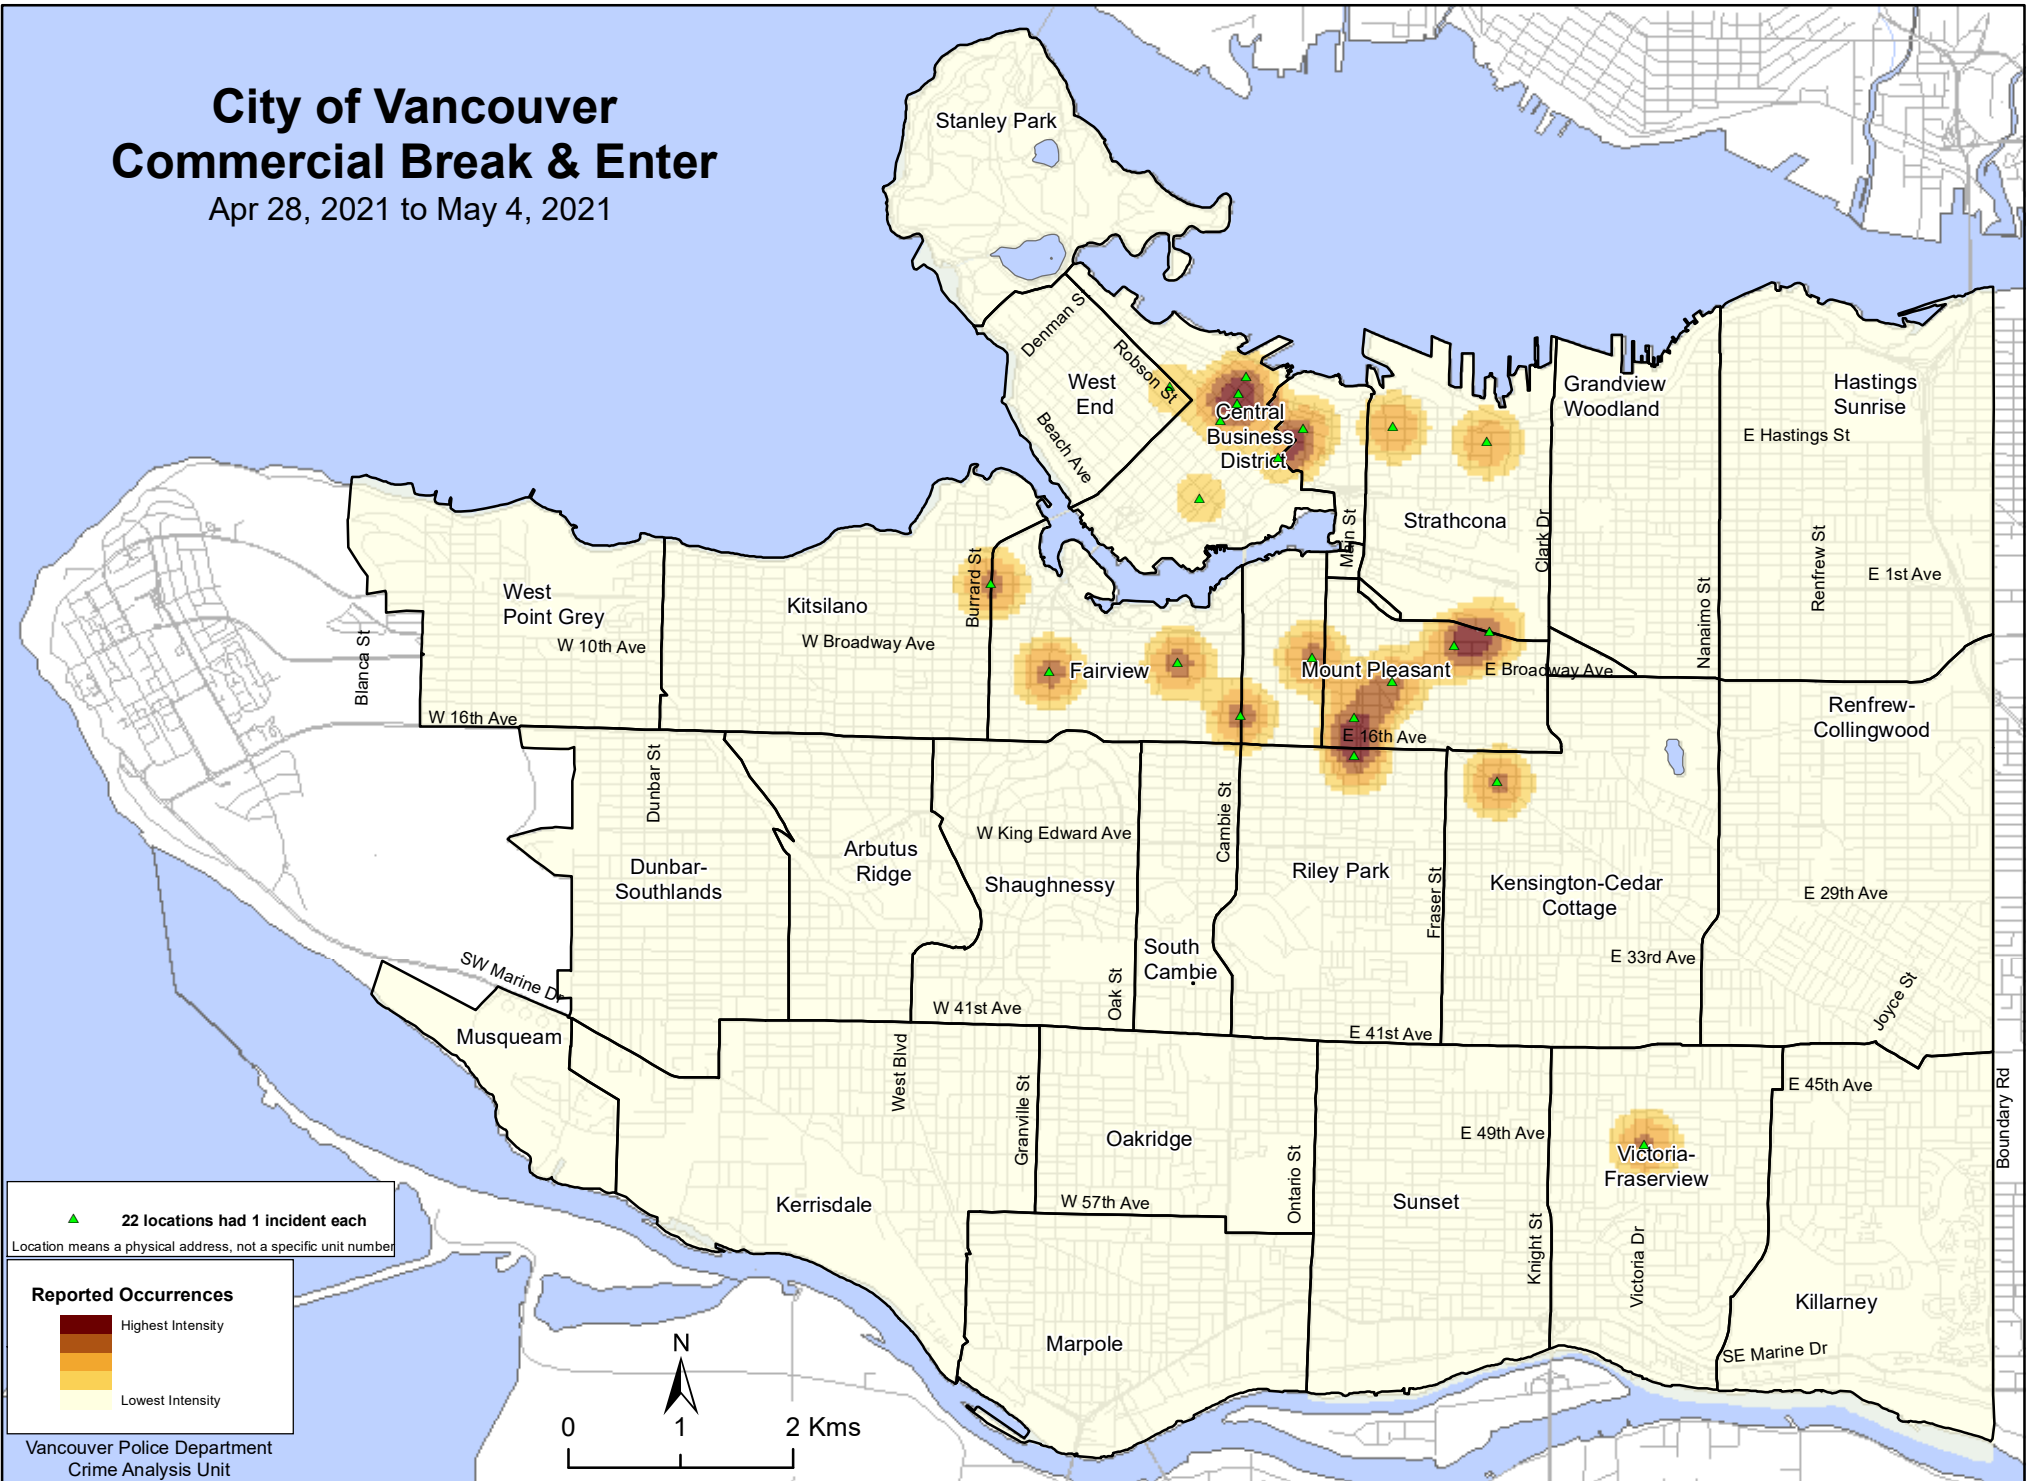 City of Vancouver
Commercial Break & Enter
Apr 28, 2021 to May 4, 2021
Stanley Park
Denman S
Robson St
West
End
Beach Ave
Central
Business
District
Grandview
Woodland
Hastings
Sunrise
E Hastings St
Strathcona
Main St
Clark Dr
Nanaimo St
Renfrew St
E 1st Ave
West
Point Grey
W 10th Ave
Blanca St
W 16th Ave
Kitsilano
W Broadway Ave
Burrard St
Fairview
Mount Pleasant
E Broadway Ave
E 16th Ave
Renfrew-
Collingwood
Dunbar St
Dunbar-
Southlands
Arbutus
Ridge
W King Edward Ave
Shaughnessy
Cambie St
Riley Park
Fraser St
Kensington-Cedar
Cottage
E 29th Ave
E 33rd Ave
South
Cambie
Oak St
SW Marine Dr
Musqueam
W 41st Ave
E 41st Ave
Joyce St
West Blvd
Granville St
Oakridge
Ontario St
E 49th Ave
E 45th Ave
Boundary Rd
Victoria-
Fraserview
Kerrisdale
W 57th Ave
Sunset
Knight St
Victoria Dr
Killarney
SE Marine Dr
Marpole
22 locations had 1 incident each
Location means a physical address, not a specific unit number
Reported Occurrences
Highest Intensity
Lowest Intensity
Vancouver Police Department
Crime Analysis Unit
N
0 1 2 Kms